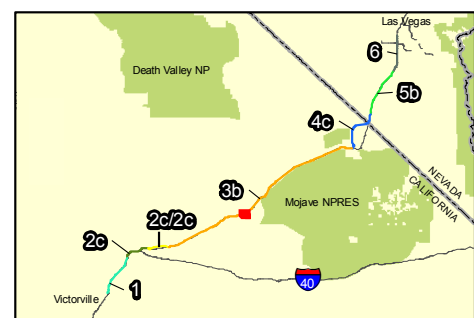 Las Vegas
6
Death Valley NP
5b
4c
NEVADA
CALIFORNIA
3b
Mojave NPRES
2c/2c
2c
40
1
Victorville